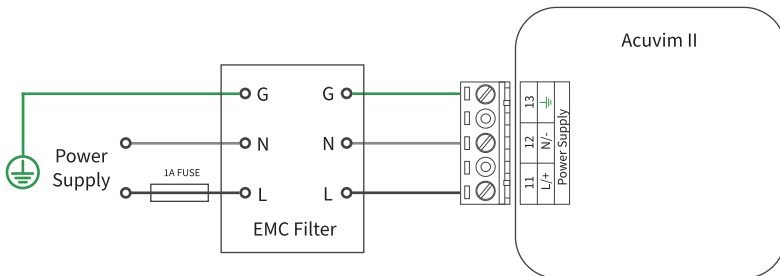 Acuvim II
G
G
N
N
Power
Supply
1A FUSE
L
L
EMC Filter
13
12
N/-
11
L/+
Power Supply